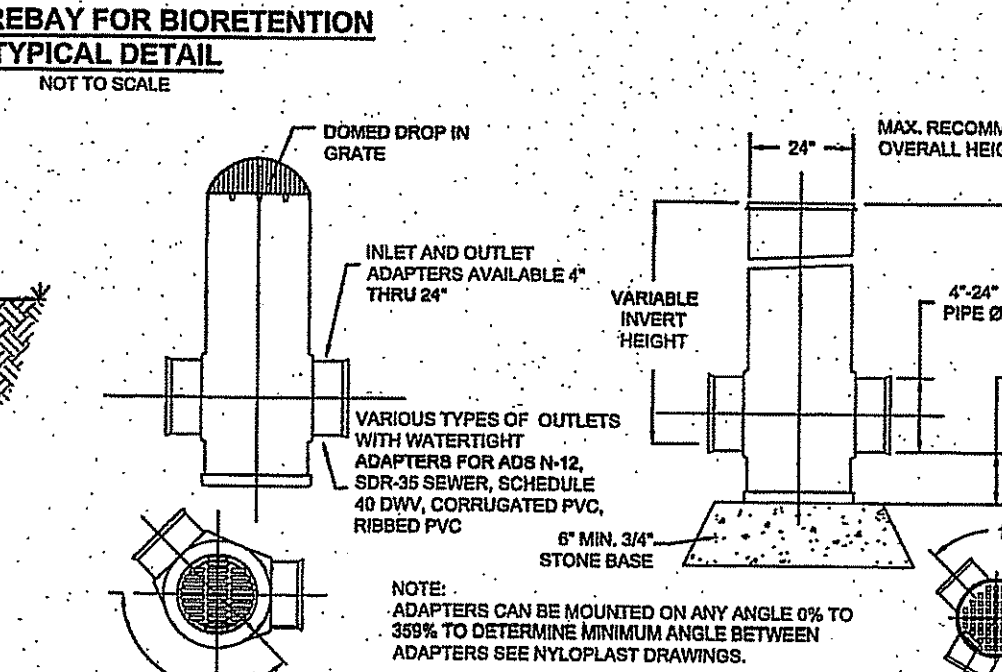 REBAY FOR BIORETENTION
TYPICAL DETAIL
NOT TO SCALE
DOMED DROP IN
GRATE
INLET AND OUTLET
ADAPTERS AVAILABLE 4"
THRU 24"
VARIOUS TYPES OF OUTLETS
WITH WATERTIGHT
ADAPTERS FOR ADS N-12,
SDR-35 SEWER, SCHEDULE
40 DWV, CORRUGATED PVC,
RIBBED PVC
24"
MAX. RECOMM
OVERALL HEIG
VARIABLE
INVERT
HEIGHT
4"-24"
PIPE Ø
6" MIN. 3/4"
STONE BASE
NOTE:
ADAPTERS CAN BE MOUNTED ON ANY ANGLE 0% TO
359% TO DETERMINE MINIMUM ANGLE BETWEEN
ADAPTERS SEE NYLOPLAST DRAWINGS.